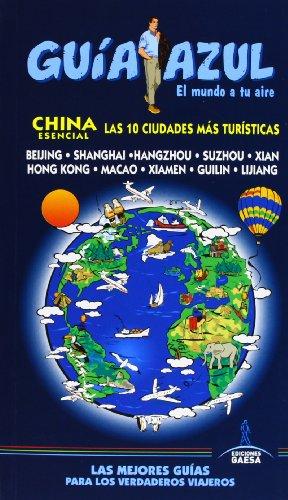 GUÍA AZUL
El mundo a tu aire
CHINA
ESENCIAL
LAS 10 CIUDADES MÁS TURÍSTICAS
BEIJING • SHANGHAI • HANGZHOU • SUZHOU • XIAN
HONG KONG • MACAO • XIAMEN • GUILIN • LIJIANG
EDICIONES
GAESA
LAS MEJORES GUÍAS
PARA LOS VERDADEROS VIAJEROS